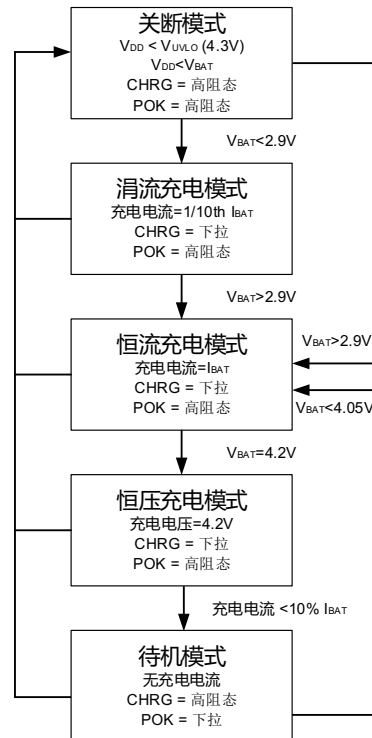 关断模式
VDD < VUVLO (4.3V)
VDD<VBAT
CHRG = 高阻态
POK = 高阻态
VBAT<2.9V
涓流充电模式
充电电流=1/10th IBAT
CHRG = 下拉
POK = 高阻态
VBAT>2.9V
恒流充电模式
充电电流=IBAT
CHRG = 下拉
POK = 高阻态
VBAT>2.9V
VBAT<4.05V
VBAT=4.2V
恒压充电模式
充电电压=4.2V
CHRG = 下拉
POK = 高阻态
充电电流 <10% IBAT
待机模式
无充电电流
CHRG = 高阻态
POK = 下拉